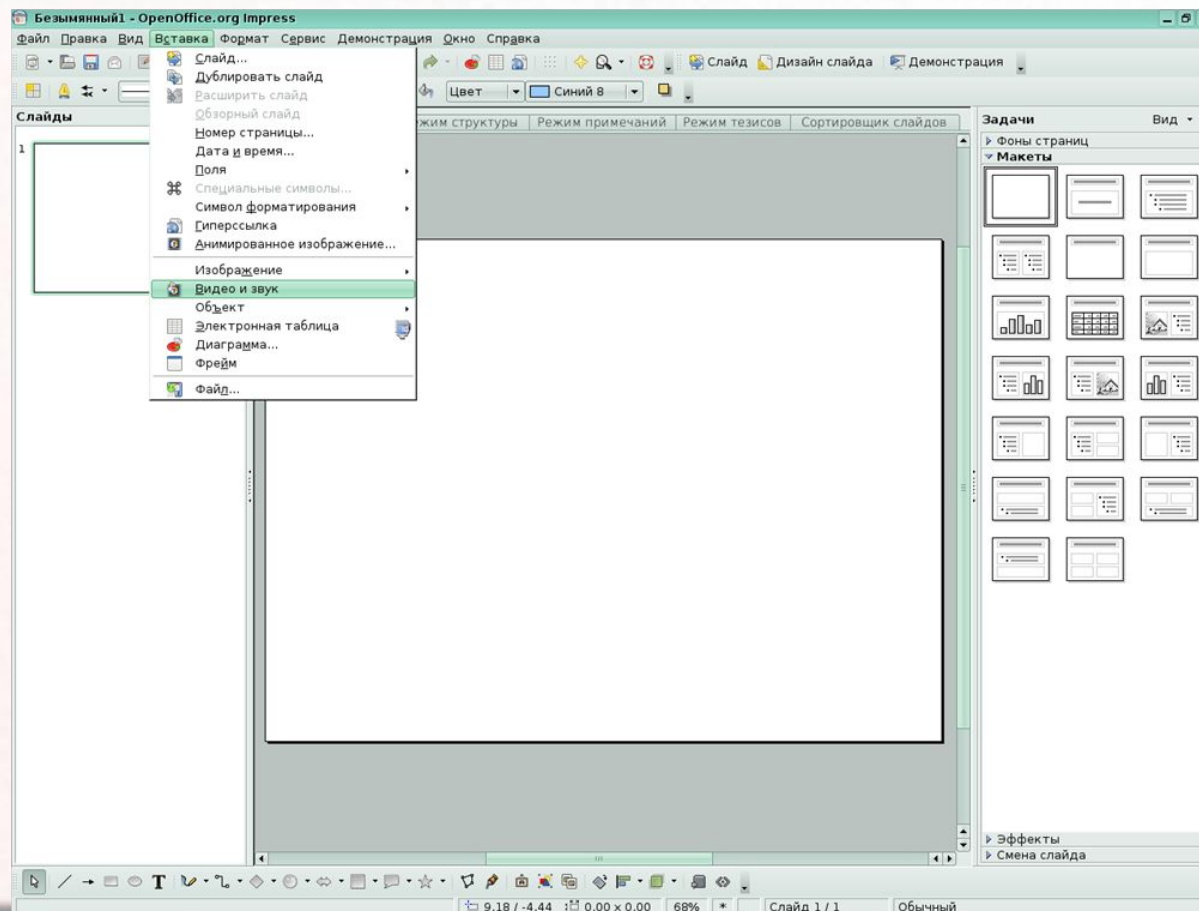 Безымянный1 - OpenOffice.org Impress
Файл Правка Вид Вставка Формат Сервис Демонстрация Окно Справка
Слайд Дизайн слайда Демонстрация
Цвет Синий 8
Слайды
1
Слайд...
Дублировать слайд
Расширить слайд
Обзорный слайд
Номер страницы...
Дата и время...
Поля
Специальные символы...
Символ форматирования
Гиперссылка
Анимированное изображение...
Изображение
Видео и звук
Объект
Электронная таблица
Диаграмма...
Фрейм
Файл...
структуры Режим примечаний Режим тезисов Сортировщик слайдов
Задачи Вид
Фоны страниц
Макеты
Эффекты
Смена слайда
T
9.18 / -4.44 0.00 x 0.00 68% * Слайд 1 / 1 Обычный